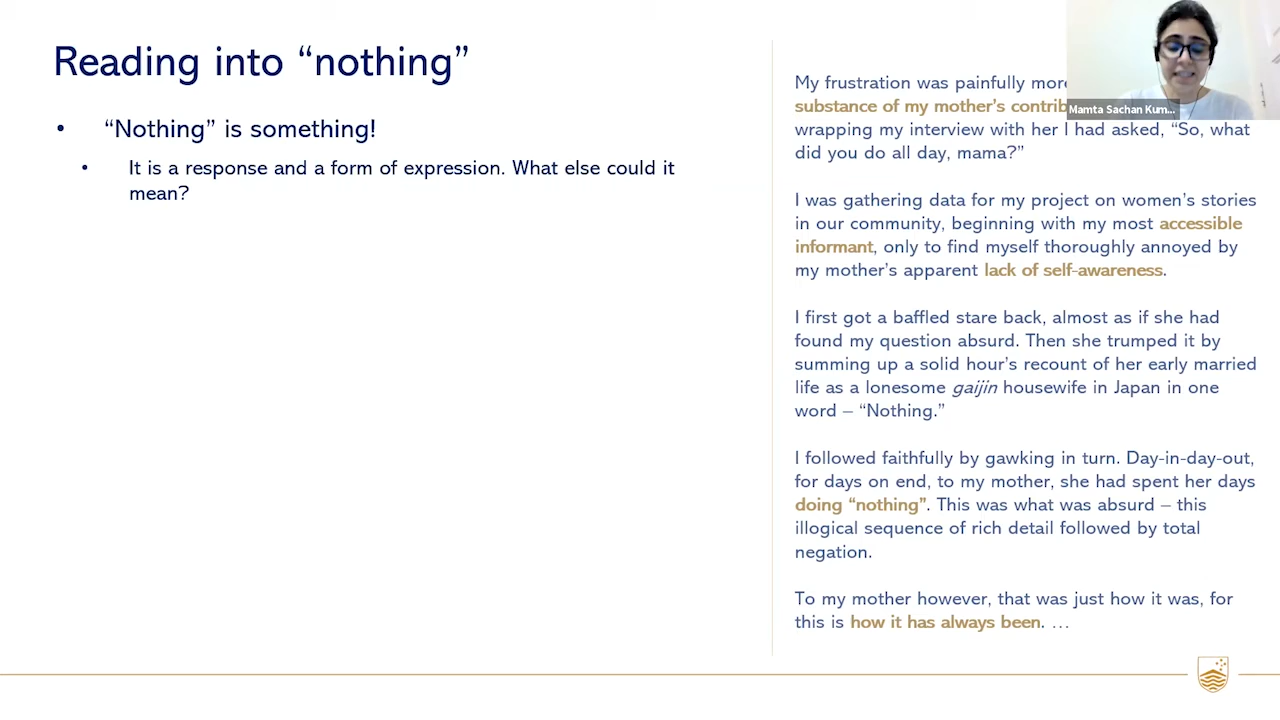 Reading into “nothing”
• “Nothing” is something!
• It is a response and a form of expression. What else could it
mean?
My frustration was painfully more
substance of my mother’s contrib
wrapping my interview with her I had asked, “So, what
did you do all day, mama?”
I was gathering data for my project on women’s stories
in our community, beginning with my most accessible
informant, only to find myself thoroughly annoyed by
my mother’s apparent lack of self-awareness.
I first got a baffled stare back, almost as if she had
found my question absurd. Then she trumped it by
summing up a solid hour’s recount of her early married
life as a lonesome gaijin housewife in Japan in one
word – “Nothing.”
I followed faithfully by gawking in turn. Day-in-day-out,
for days on end, to my mother, she had spent her days
doing “nothing”. This was what was absurd – this
illogical sequence of rich detail followed by total
negation.
To my mother however, that was just how it was, for
this is how it has always been. …
Mamta Sachan Kum...